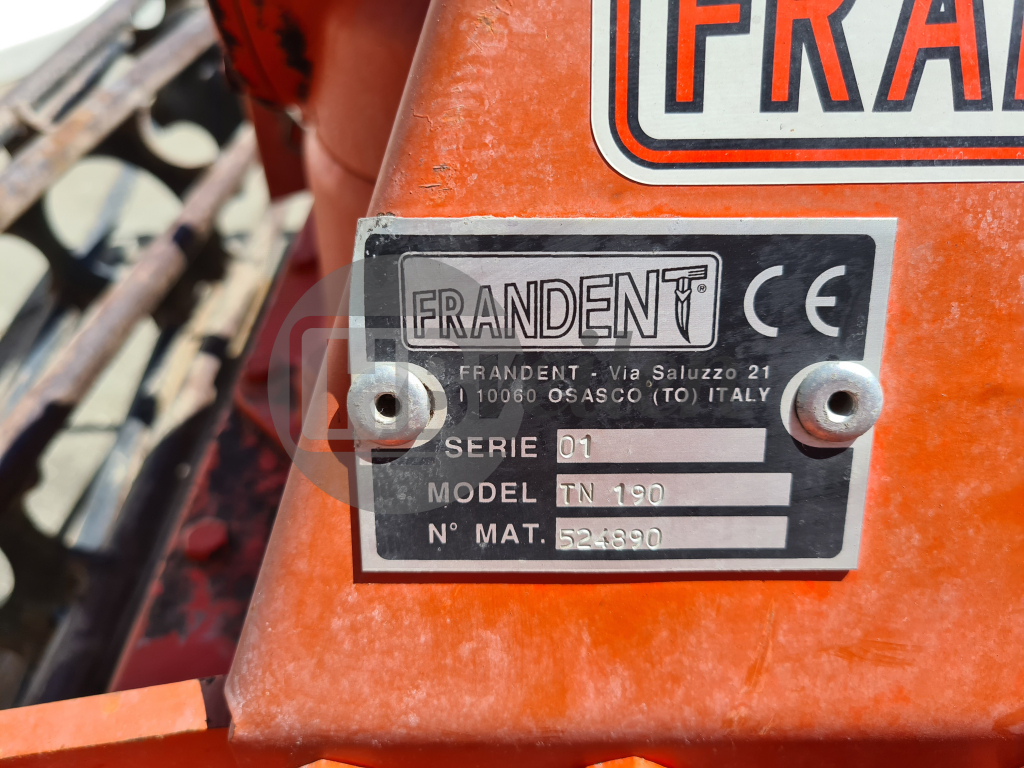 FRA
FRANDENT®
CE
FRANDENT - Via Saluzzo 21
I 10060 OSASCO (TO) ITALY
SERIE 01
MODEL TN 190
N° MAT. 524890